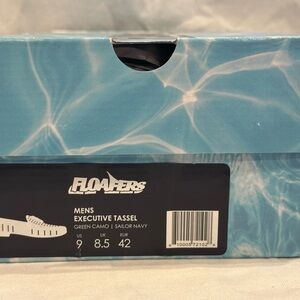 FLOAFERS
MENS
EXECUTIVE TASSEL
GREEN CAMO | SAILOR NAVY
US UK EUR
9 8.5 42